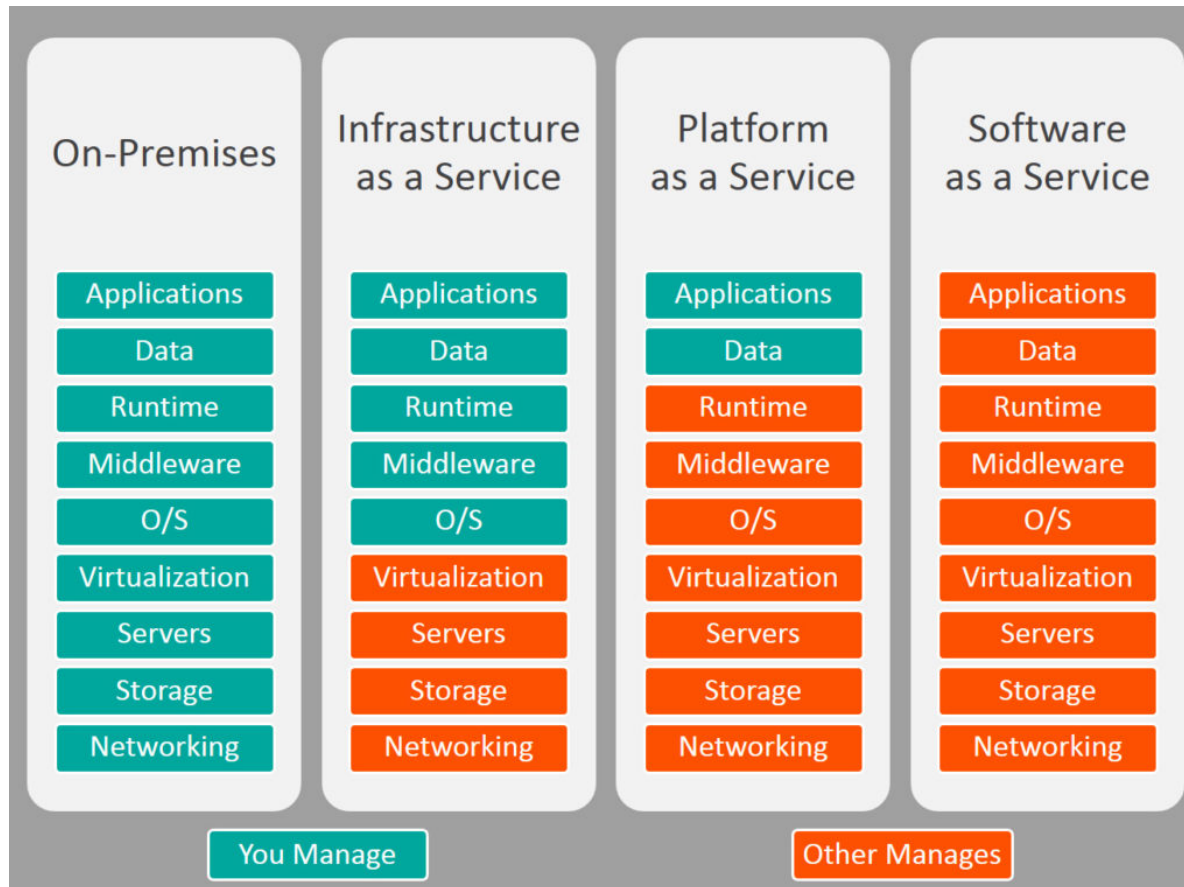 On-Premises
Applications
Data
Runtime
Middleware
O/S
Virtualization
Servers
Storage
Networking
Infrastructure
as a Service
Applications
Data
Runtime
Middleware
O/S
Virtualization
Servers
Storage
Networking
Platform
as a Service
Applications
Data
Runtime
Middleware
O/S
Virtualization
Servers
Storage
Networking
Software
as a Service
Applications
Data
Runtime
Middleware
O/S
Virtualization
Servers
Storage
Networking
You Manage
Other Manages